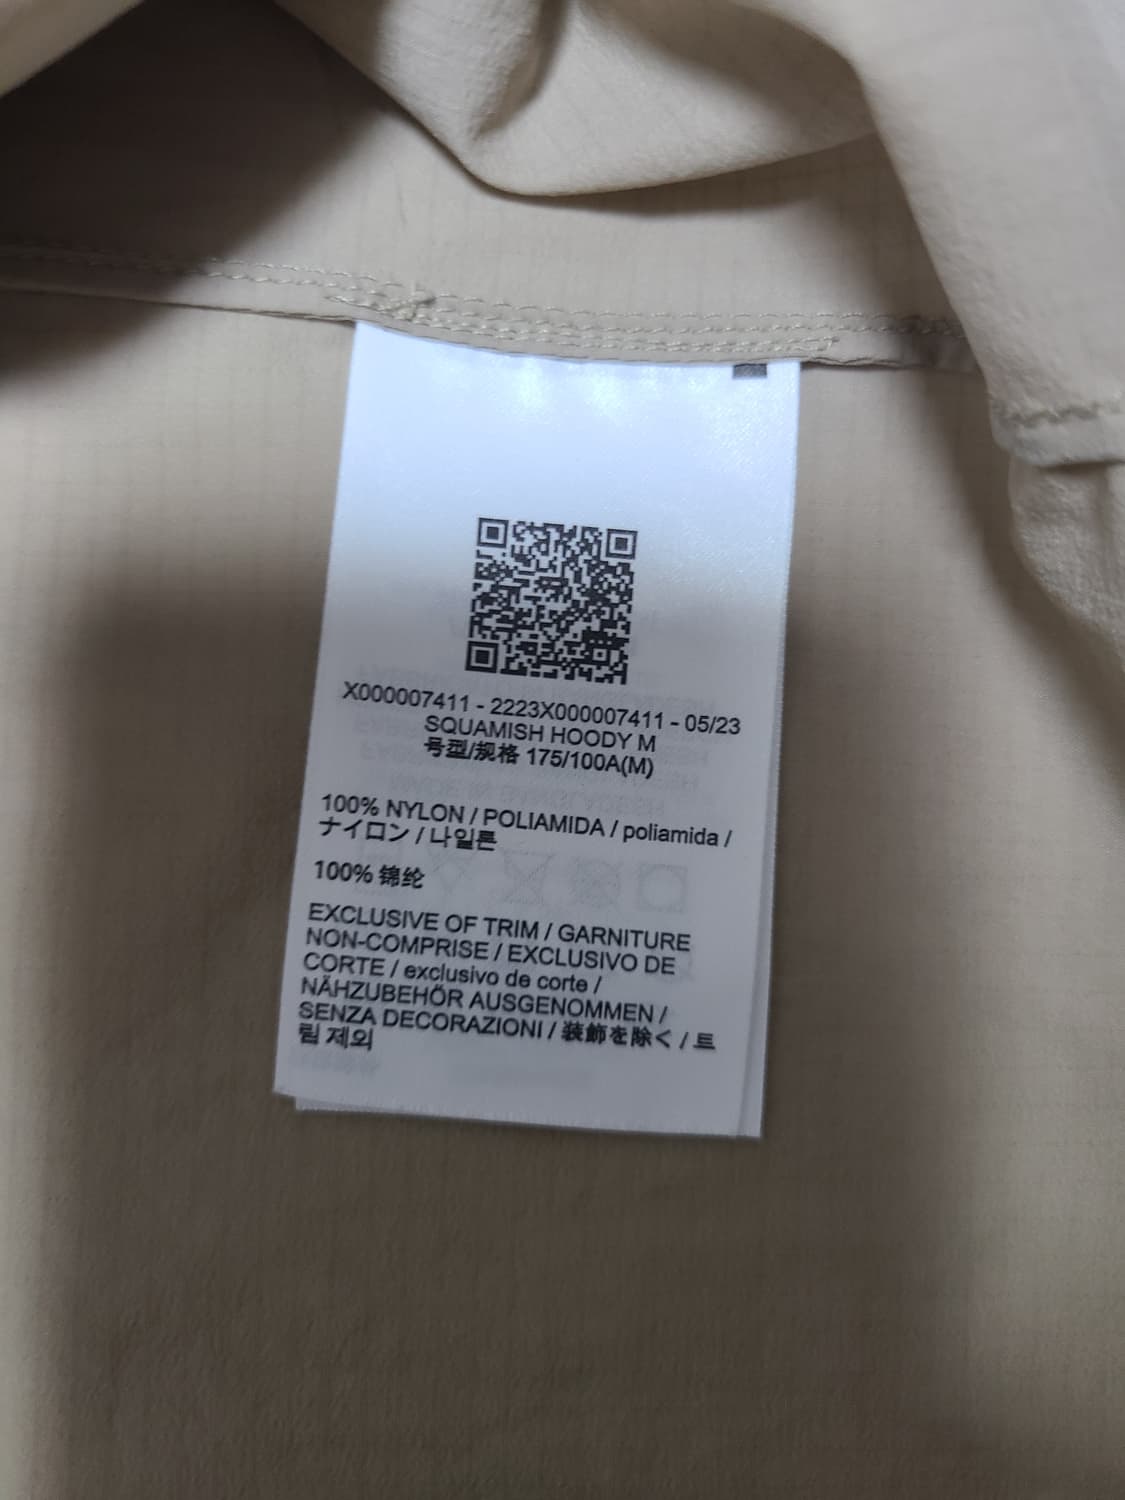 X000007411 - 2223X000007411 - 05/23
SQUAMISH HOODY M
号型/规格 175/100A(M)
100% NYLON / POLIAMIDA / poliamida /
ナイロン / 나일론
100% 锦纶
EXCLUSIVE OF TRIM / GARNITURE
NON-COMPRISE / EXCLUSIVO DE
CORTE / exclusivo de corte /
NÄHZUBEHÖR AUSGENOMMEN /
SENZA DECORAZIONI / 装飾を除く / 트
림 제외